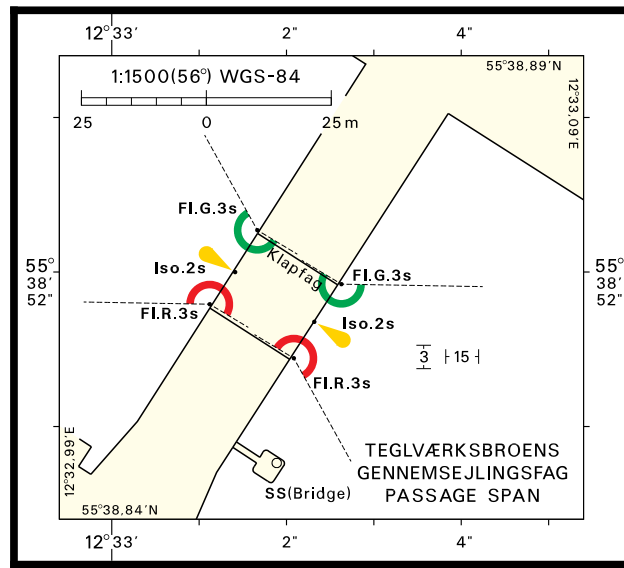 12°33′ 2" 4"
55°38,89′N
1:1500(56°) WGS-84
12°33,09′E
25 0 25m
Fl.G.3s
Klapfag
Iso.2s
Fl.G.3s
55°
38′
52"
55°
38′
52"
Fl.R.3s
Iso.2s
3 15
Fl.R.3s
TEGLVÆRKSBROENS
GENNEMSEJLINGSFAG
PASSAGE SPAN
12°32,99′E
SS(Bridge)
55°38,84′N
12°33′ 2" 4"